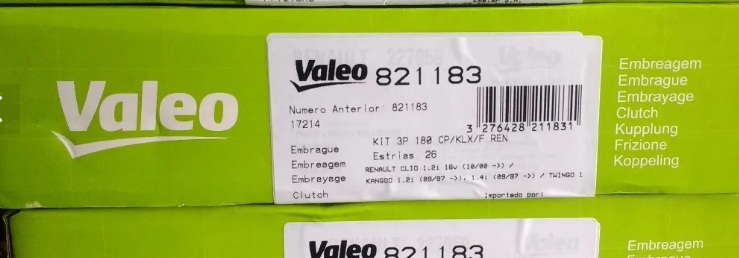 Valeo
Valeo 821183
Numero Anterior: 821183
17214
3 276428 211831
KIT 3P 180 CP/KLX/F REN
Embrague
Estrias 26
Embreagem
RENAULT CLIO 1.2i 16v (10/00 ->) /
Embrayage
KANGOO 1.2i (09/97 ->), 1.4i (09/97 ->) / TWINGO 1
Clutch
Importado por:
Embreagem
Embrague
Embrayage
Clutch
Kupplung
Frizione
Koppeling
Valeo 821183
Embreagem